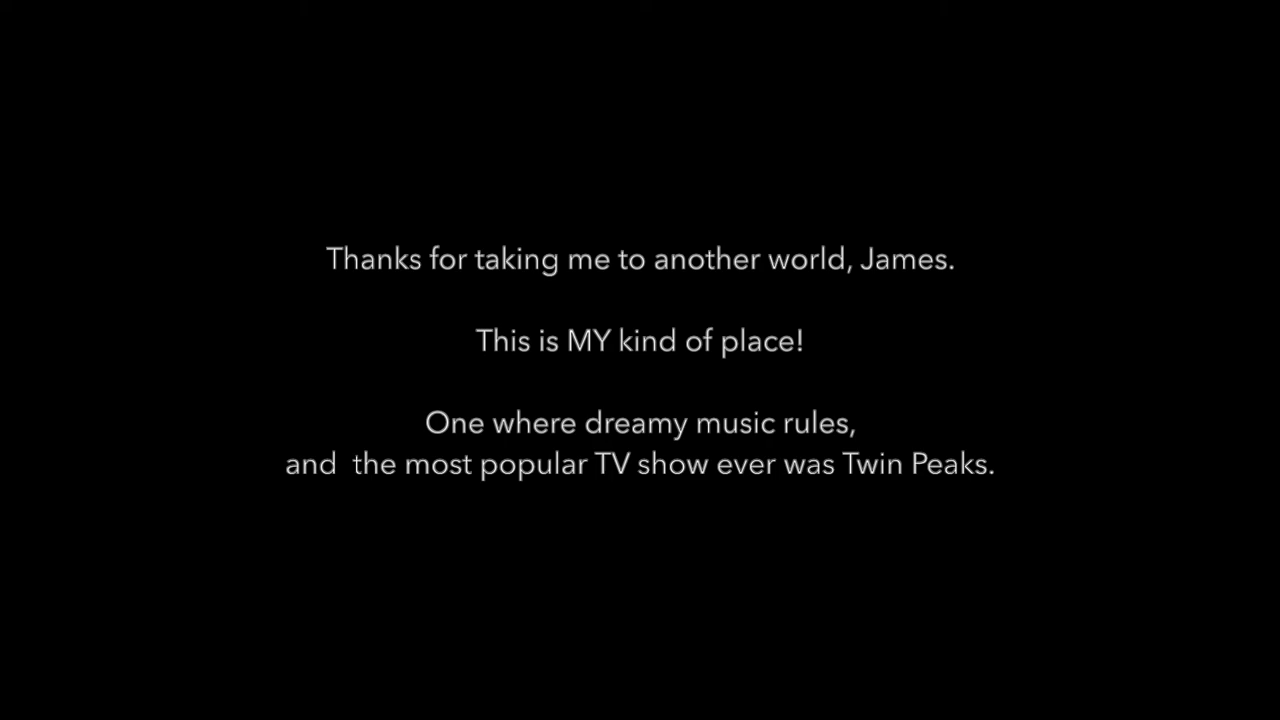 Thanks for taking me to another world, James.
This is MY kind of place!
One where dreamy music rules,
and  the most popular TV show ever was Twin Peaks.